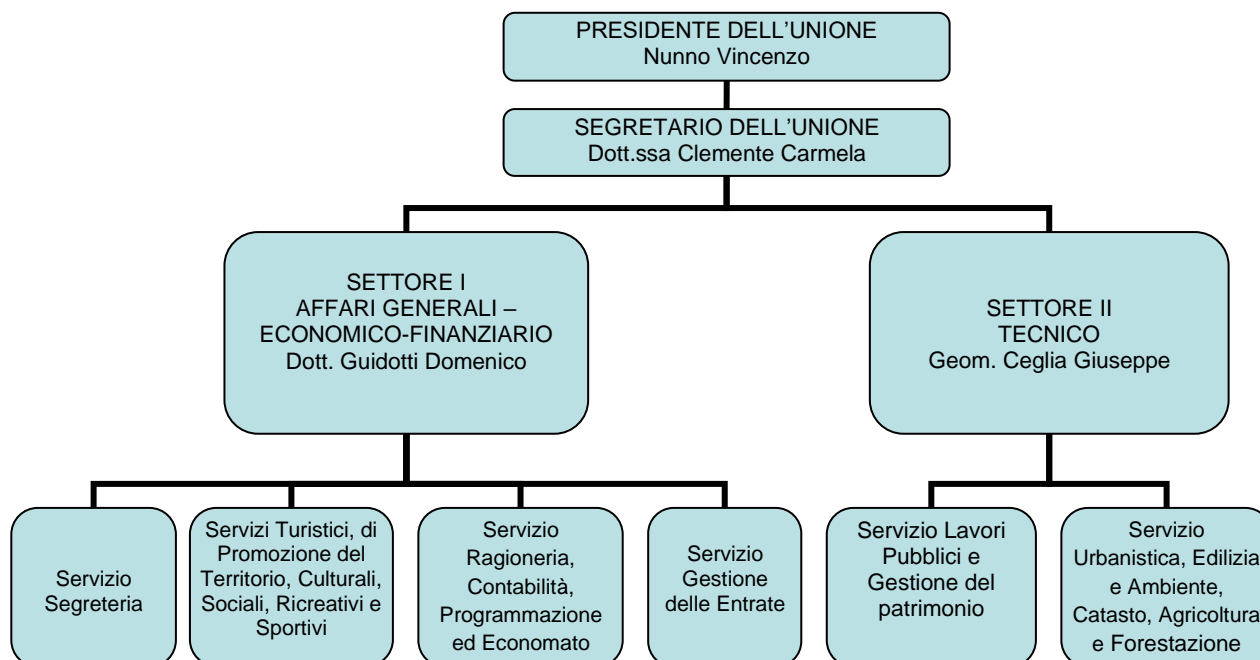 PRESIDENTE DELL’UNIONE
Nunno Vincenzo
SEGRETARIO DELL’UNIONE
Dott.ssa Clemente Carmela
SETTORE I
AFFARI GENERALI –
ECONOMICO-FINANZIARIO
Dott. Guidotti Domenico
SETTORE II
TECNICO
Geom. Ceglia Giuseppe
Servizio
Segreteria
Servizi Turistici, di
Promozione del
Territorio, Culturali,
Sociali, Ricreativi e
Sportivi
Servizio
Ragioneria,
Contabilità,
Programmazione
ed Economato
Servizio
Gestione
delle Entrate
Servizio Lavori
Pubblici e
Gestione del
patrimonio
Servizio
Urbanistica, Edilizia
e Ambiente,
Catasto, Agricoltura
e Forestazione